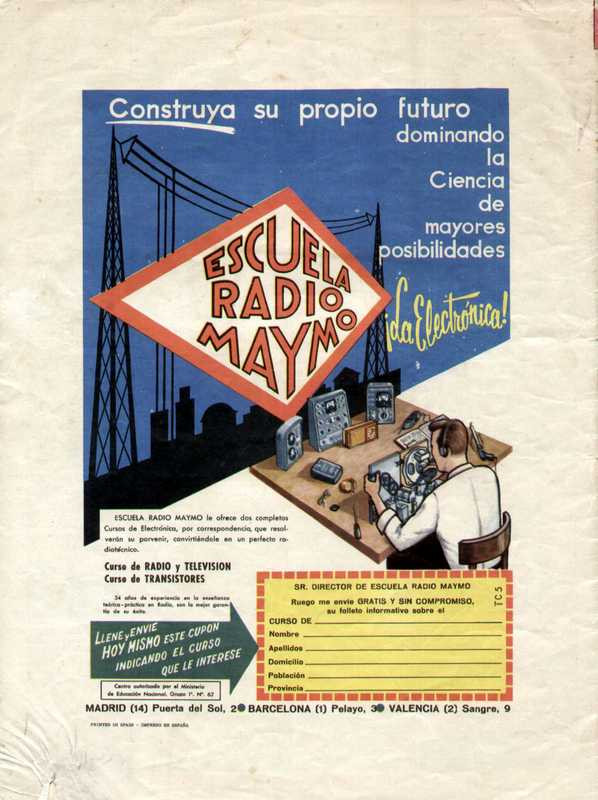 Construya su propio futuro
dominando
la
Ciencia
de
mayores
posibilidades
¡La Electrónica!
ESCUELA
RADIO
MAYMO
ESCUELA RADIO MAYMO le ofrece dos completos
Cursos de Electrónica, por correspondencia, que resol-
verán su porvenir, convirtiéndole en un perfecto ra-
diotécnico.
Curso de RADIO y TELEVISION
Curso de TRANSISTORES
34 años de experiencia en la enseñanza
teórica-práctica en Radio, son la mejor garan-
tía de su éxito.
LLENE y ENVIE
HOY MISMO ESTE CUPON
INDICANDO EL CURSO
QUE LE INTERESE
Centro autorizado por el Ministerio
de Educación Nacional. Grupo 1º. Nº. 67
SR. DIRECTOR DE ESCUELA RADIO MAYMO
Ruego me envíe GRATIS Y SIN COMPROMISO,
su folleto informativo sobre el
TC5
CURSO DE
Nombre
Apellidos
Domicilio
Población
Provincia
MADRID (14) Puerta del Sol, 2 ● BARCELONA (1) Pelayo, 3 ● VALENCIA (2) Sangre, 9
PRINTED IN SPAIN - IMPRESO EN ESPAÑA